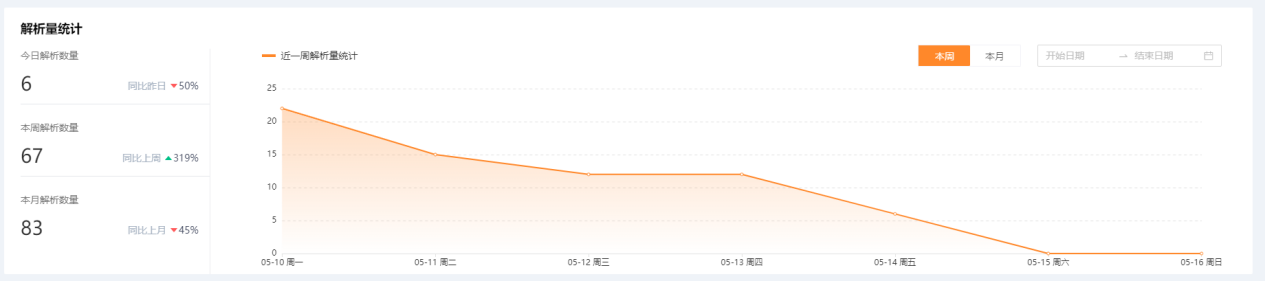 解析量统计
今日解析数量
6 同比昨日 50%
本周解析数量
67 同比上周 319%
本月解析数量
83 同比上月 45%
近一周解析量统计
本周 本月 开始日期 → 结束日期
25
20
15
10
5
0
05-10 周一 05-11 周二 05-12 周三 05-13 周四 05-14 周五 05-15 周六 05-16 周日